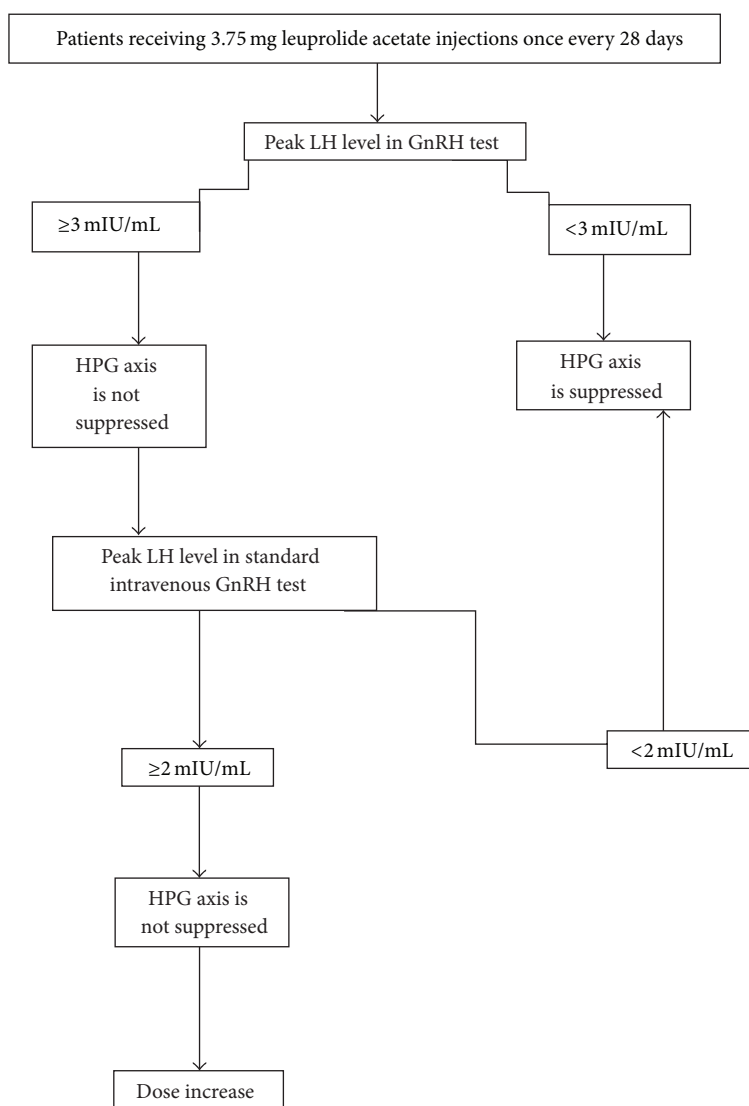 Patients receiving 3.75 mg leuprolide acetate injections once every 28 days
Peak LH level in GnRH test
≥3 mIU/mL
<3 mIU/mL
HPG axis
is not
suppressed
HPG axis
is suppressed
Peak LH level in standard
intravenous GnRH test
≥2 mIU/mL
<2 mIU/mL
HPG axis is
not suppressed
Dose increase